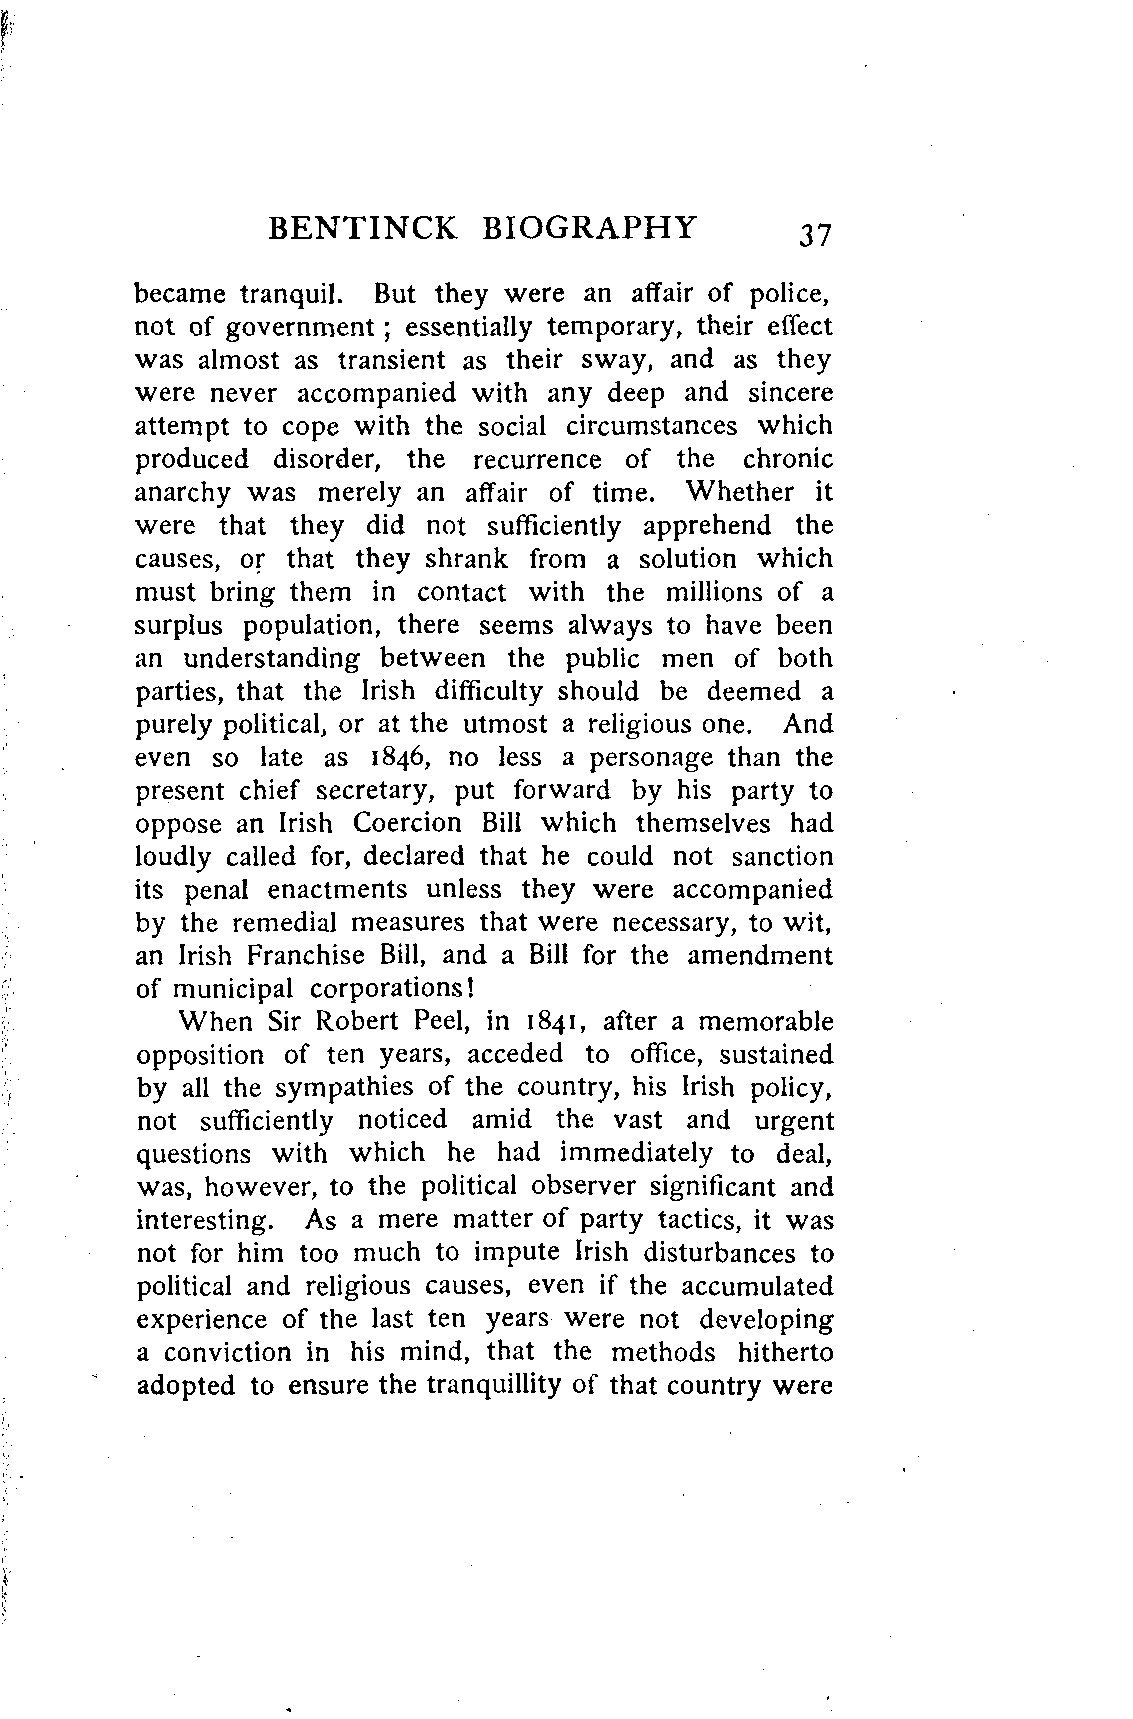 BENTINCK BIOGRAPHY 37
became tranquil. But they were an affair of police,
not of government ; essentially temporary, their effect
was almost as transient as their sway, and as they
were never accompanied with any deep and sincere
attempt to cope with the social circumstances which
produced disorder, the recurrence of the chronic
anarchy was merely an affair of time. Whether it
were that they did not sufficiently apprehend the
causes, or that they shrank from a solution which
must bring them in contact with the millions of a
surplus population, there seems always to have been
an understanding between the public men of both
parties, that the Irish difficulty should be deemed a
purely political, or at the utmost a religious one. And
even so late as 1846, no less a personage than the
present chief secretary, put forward by his party to
oppose an Irish Coercion Bill which themselves had
loudly called for, declared that he could not sanction
its penal enactments unless they were accompanied
by the remedial measures that were necessary, to wit,
an Irish Franchise Bill, and a Bill for the amendment
of municipal corporations!
When Sir Robert Peel, in 1841, after a memorable
opposition of ten years, acceded to office, sustained
by all the sympathies of the country, his Irish policy,
not sufficiently noticed amid the vast and urgent
questions with which he had immediately to deal,
was, however, to the political observer significant and
interesting. As a mere matter of party tactics, it was
not for him too much to impute Irish disturbances to
political and religious causes, even if the accumulated
experience of the last ten years were not developing
a conviction in his mind, that the methods hitherto
adopted to ensure the tranquillity of that country were